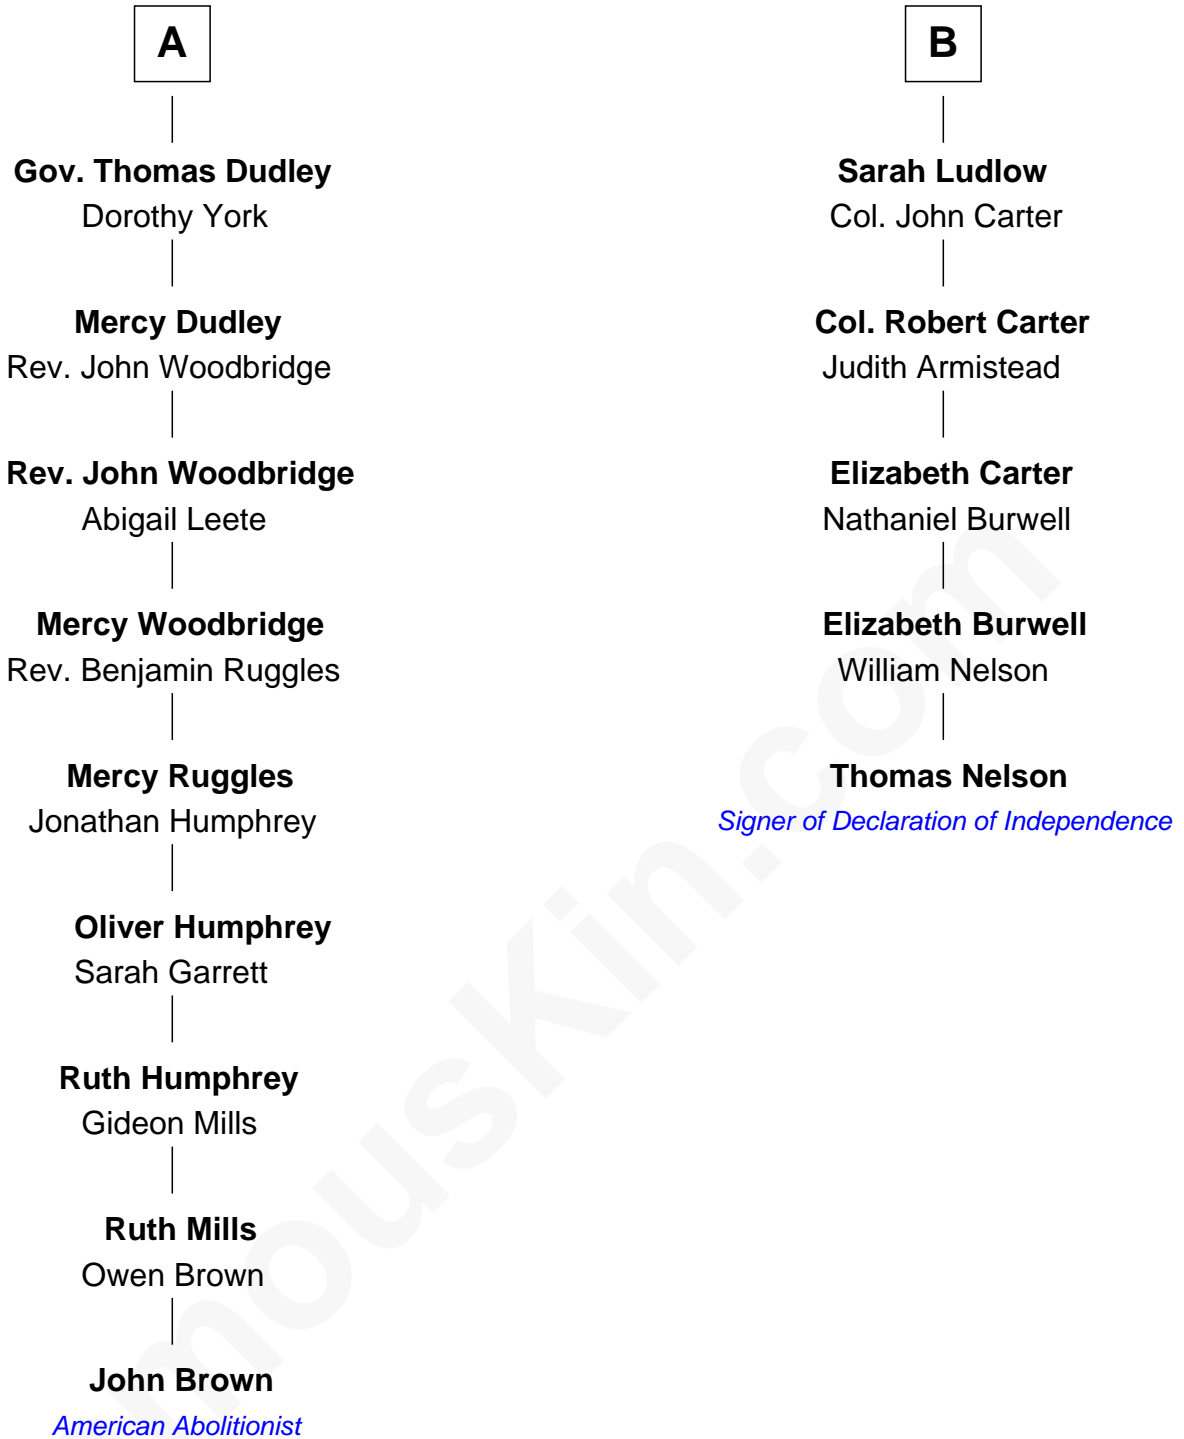 A
Gov. Thomas Dudley
Dorothy York
Mercy Dudley
Rev. John Woodbridge
Rev. John Woodbridge
Abigail Leete
Mercy Woodbridge
Rev. Benjamin Ruggles
Mercy Ruggles
Jonathan Humphrey
Oliver Humphrey
Sarah Garrett
Ruth Humphrey
Gideon Mills
Ruth Mills
Owen Brown
John Brown
American Abolitionist
B
Sarah Ludlow
Col. John Carter
Col. Robert Carter
Judith Armistead
Elizabeth Carter
Nathaniel Burwell
Elizabeth Burwell
William Nelson
Thomas Nelson
Signer of Declaration of Independence
mousKin.com